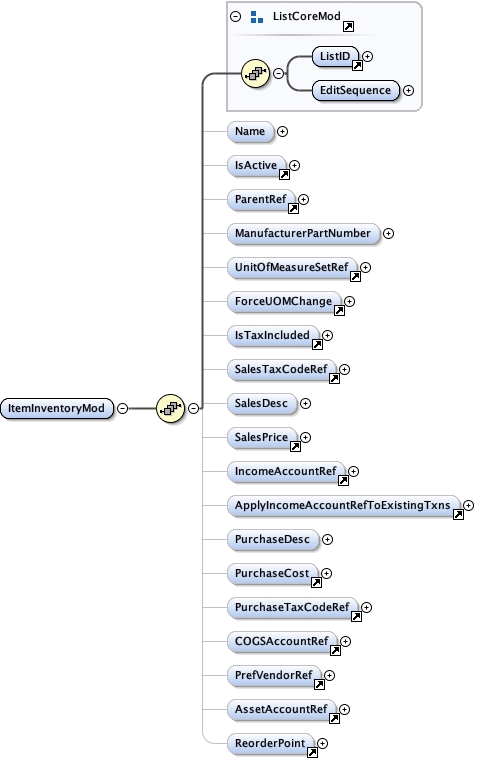 ListCoreMod
ListID
EditSequence
Name
IsActive
ParentRef
ManufacturerPartNumber
UnitOfMeasureSetRef
ForceUOMChange
IsTaxIncluded
SalesTaxCodeRef
ItemInventoryMod
SalesDesc
SalesPrice
IncomeAccountRef
ApplyIncomeAccountRefToExistingTxns
PurchaseDesc
PurchaseCost
PurchaseTaxCodeRef
COGSAccountRef
PrefVendorRef
AssetAccountRef
ReorderPoint